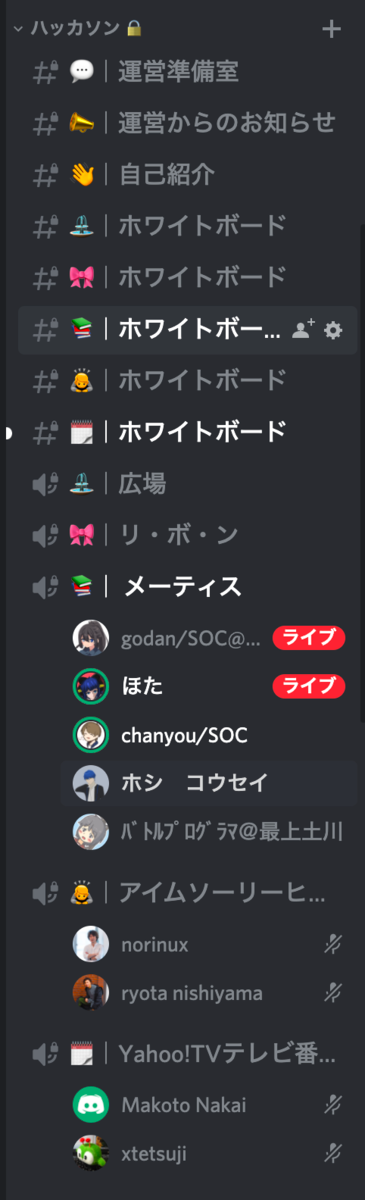 ハッカソン
運営準備室
運営からのお知らせ
自己紹介
ホワイトボード
ホワイトボード
ホワイトボー...
ホワイトボード
ホワイトボード
広場
リ・ボ・ン
メーティス
godan/SOC@... ライブ
ほた ライブ
chanyou/SOC
ホシ　コウセイ
ﾊﾞﾄﾙﾌﾟﾛｸﾞﾗﾏ@最上土川
アイムソーリーヒ...
norinux
ryota nishiyama
Yahoo!TVテレビ番...
Makoto Nakai
xtetsuji